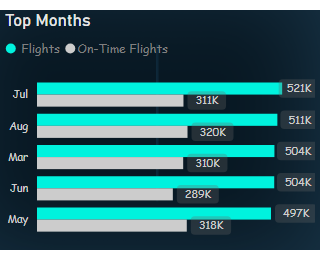 Top Months
Flights On-Time Flights
Jul 521K
311K
Aug 511K
320K
Mar 504K
310K
Jun 504K
289K
May 497K
318K